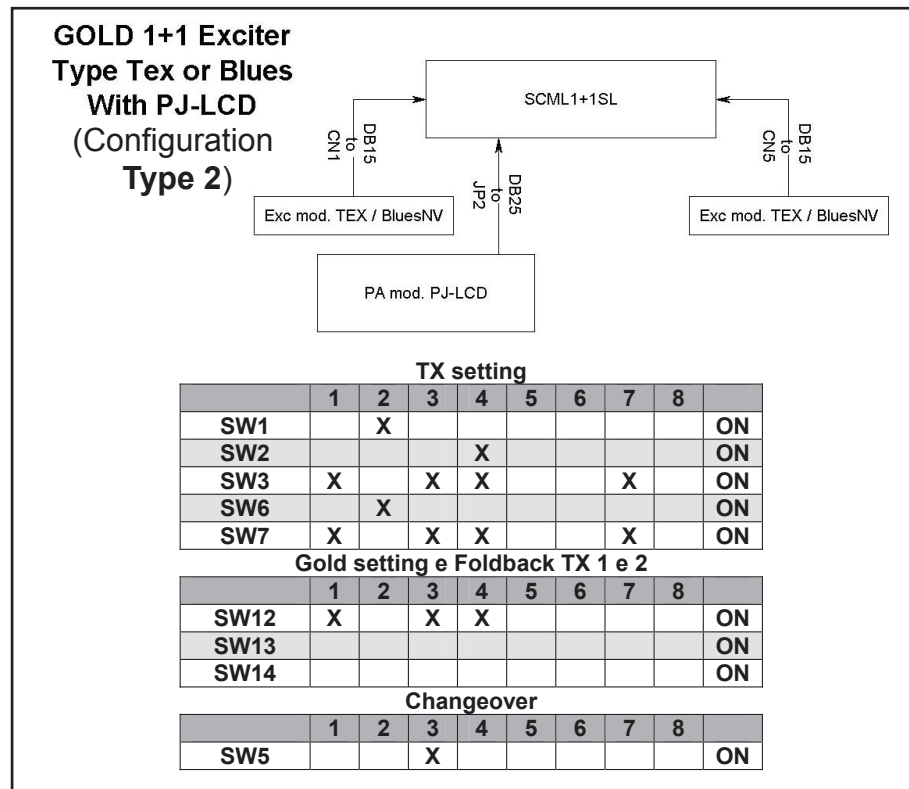 GOLD 1+1 Exciter
Type Tex or Blues
With PJ-LCD
(Configuration
Type 2)
SCML1+1SL
DB15
to
CN1
DB25
to
JP2
DB15
to
CN5
Exc mod. TEX / BluesNV
Exc mod. TEX / BluesNV
PA mod. PJ-LCD
TX setting
1 2 3 4 5 6 7 8
SW1 X ON
SW2 X ON
SW3 X X X X ON
SW6 X ON
SW7 X X X X ON
Gold setting e Foldback TX 1 e 2
1 2 3 4 5 6 7 8
SW12 X X X ON
SW13 ON
SW14 ON
Changeover
1 2 3 4 5 6 7 8
SW5 X ON